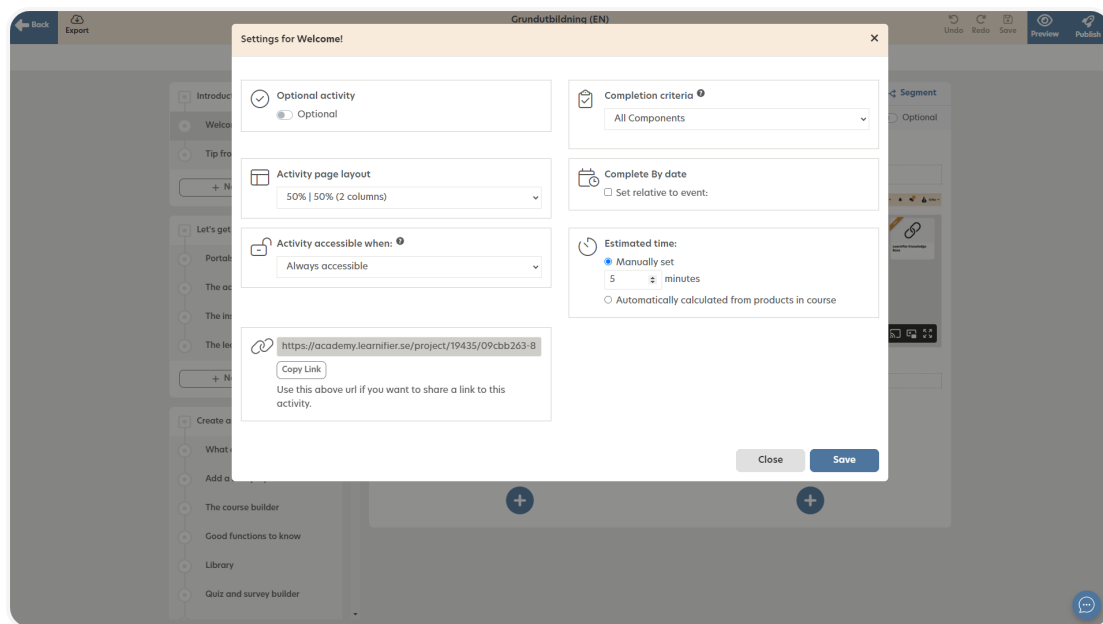 Back
Export
Grundutbildning (EN)
Undo
Redo
Save
Preview
Publish
Settings for Welcome!
×
Optional activity
Optional
Completion criteria
All Components
Activity page layout
50% | 50% (2 columns)
Complete By date
Set relative to event:
Activity accessible when:
Always accessible
Estimated time:
Manually set
5 minutes
Automatically calculated from products in course
https://academy.learnifier.se/project/19435/09cbb263-8
Copy Link
Use this above url if you want to share a link to this
activity.
Close
Save
Segment
Optional
Introduc
Welco
Tip fro
+ N
Let's get
Portal
The ac
The in
The le
+ N
Create a
What
Add a
The course builder
Good functions to know
Library
Quiz and survey builder